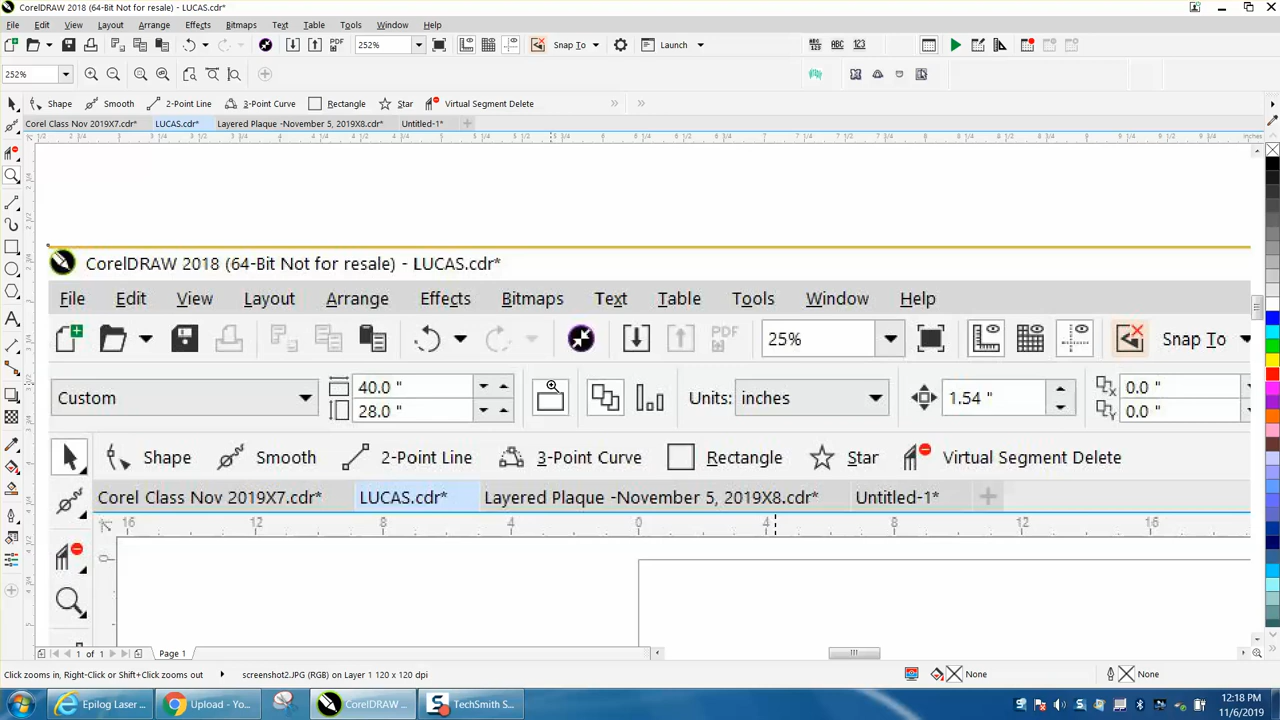 CorelDRAW 2018 (64-Bit Not for resale) - LUCAS.cdr*
File Edit View Layout Arrange Effects Bitmaps Text Table Tools Window Help
PDF 252% Snap To Launch ABC 123
252%
Shape Smooth 2-Point Line 3-Point Curve Rectangle Star Virtual Segment Delete
Corel Class Nov 2019X7.cdr* LUCAS.cdr* Layered Plaque -November 5, 2019X8.cdr* Untitled-1*
inches
CorelDRAW 2018 (64-Bit Not for resale) - LUCAS.cdr*
File Edit View Layout Arrange Effects Bitmaps Text Table Tools Window Help
PDF 25% Snap To
Custom 40.0 " 28.0 " Units: inches 1.54 " 0.0 " 0.0 "
Shape Smooth 2-Point Line 3-Point Curve Rectangle Star Virtual Segment Delete
Corel Class Nov 2019X7.cdr* LUCAS.cdr* Layered Plaque -November 5, 2019X8.cdr* Untitled-1*
16 12 8 4 0 4 8 12 16
0
1 of 1 Page 1
Click zooms in, Right-Click or Shift+Click zooms out. screenshot2.JPG (RGB) on Layer 1 120 x 120 dpi None None
Epilog Laser ... Upload - Yo... CorelDRAW ... TechSmith S... 12:18 PM
11/6/2019